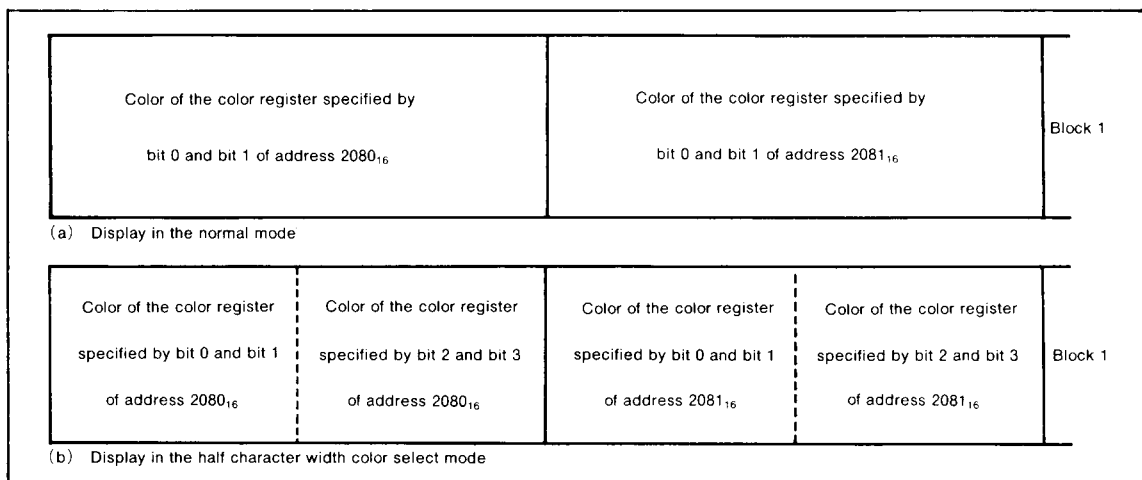 Color of the color register specified by
bit 0 and bit 1 of address 2080₁₆
Color of the color register specified by
bit 0 and bit 1 of address 2081₁₆
Block 1
(a) Display in the normal mode
Color of the color register
specified by bit 0 and bit 1
of address 2080₁₆
Color of the color register
specified by bit 2 and bit 3
of address 2080₁₆
Color of the color register
specified by bit 0 and bit 1
of address 2081₁₆
Color of the color register
specified by bit 2 and bit 3
of address 2081₁₆
Block 1
(b) Display in the half character width color select mode